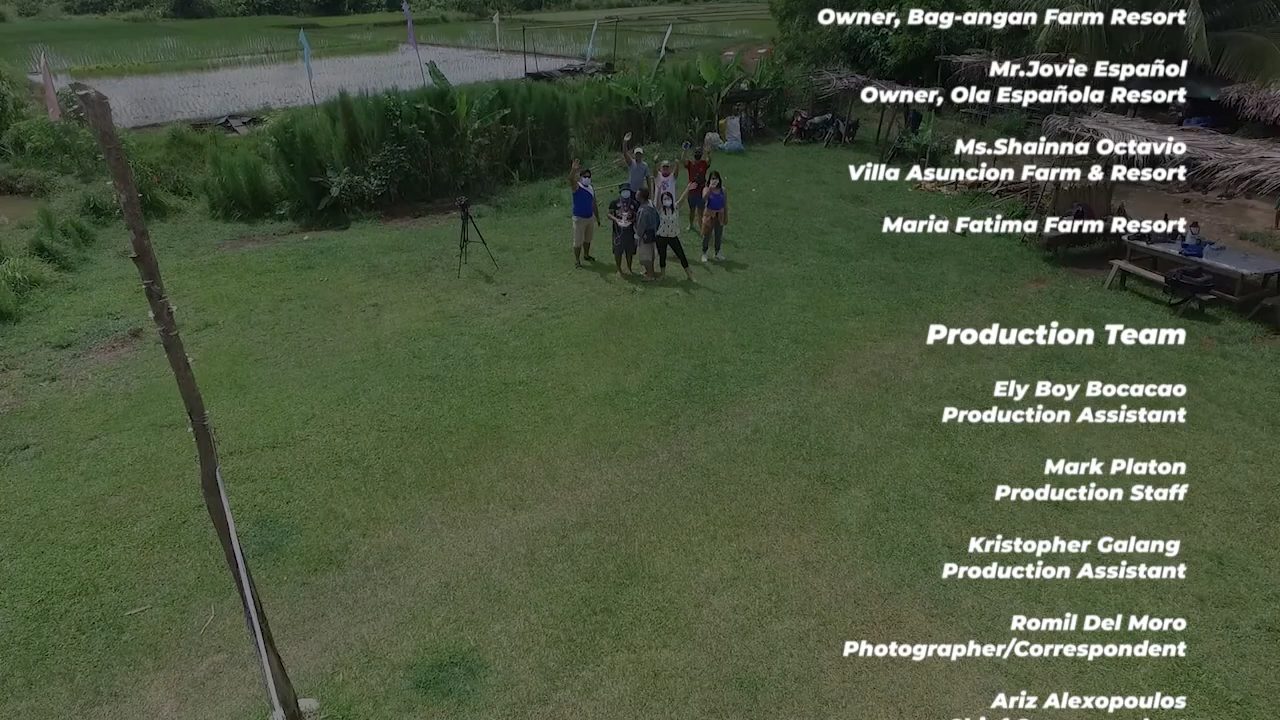 Owner, Bag-angan Farm Resort
Mr.Jovie Español
Owner, Ola Española Resort
Ms.Shainna Octavio
Villa Asuncion Farm & Resort
Maria Fatima Farm Resort
Production Team
Ely Boy Bocacao
Production Assistant
Mark Platon
Production Staff
Kristopher Galang
Production Assistant
Romil Del Moro
Photographer/Correspondent
Ariz Alexopoulos